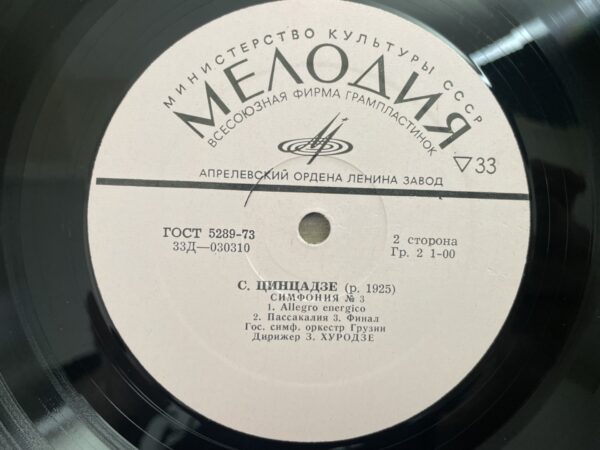 МИНИСТЕРСТВО КУЛЬТУРЫ СССР
МЕЛОДИЯ
ВСЕСОЮЗНАЯ ФИРМА ГРАМПЛАСТИНОК
▽33
АПРЕЛЕВСКИЙ ОРДЕНА ЛЕНИНА ЗАВОД
ГОСТ 5289-73
33Д—030310
2 сторона
Гр. 2 1-00
С. ЦИНЦАДЗЕ (р. 1925)
СИМФОНИЯ № 3
1. Allegro energico
2. Пассакалия 3. Финал
Гос. симф. оркестр Грузии
Дирижер З. ХУРОДЗЕ